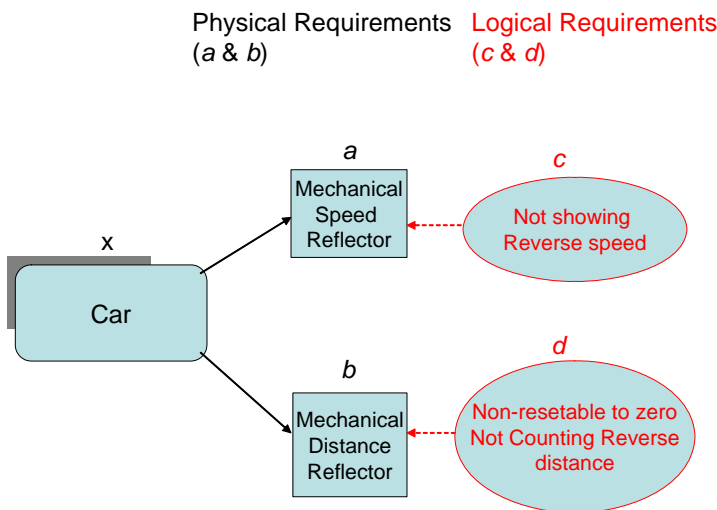 Physical Requirements
(a & b)
Logical Requirements
(c & d)
a
Mechanical
Speed
Reflector
c
Not showing
Reverse speed
x
Car
b
Mechanical
Distance
Reflector
d
Non-resetable to zero
Not Counting Reverse
distance